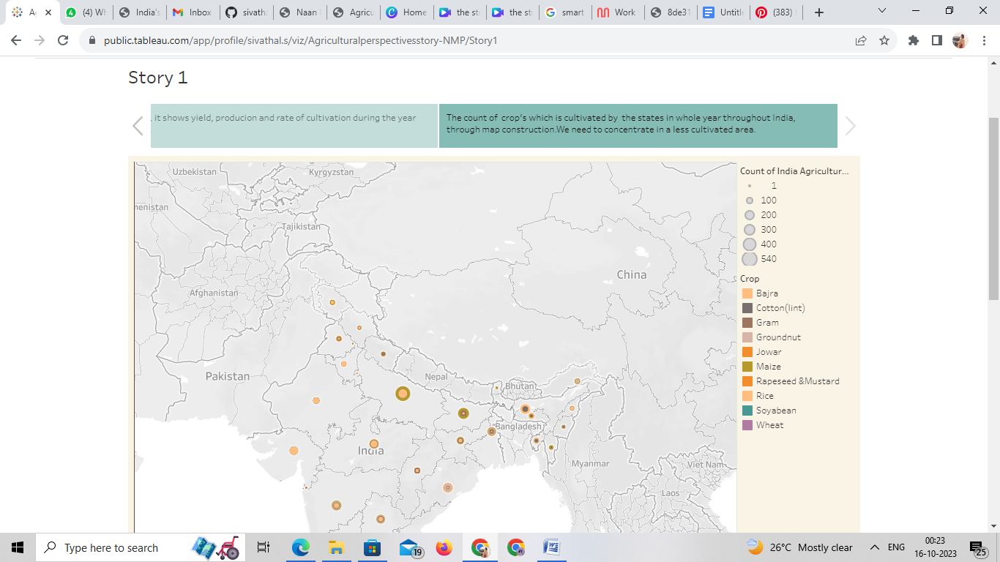 Ag
(4) Wh
India's
Inbox
sivath
Naan
Agricu
Home
the st
the st
smart
Work
8de31
Untitl
(383)
public.tableau.com/app/profile/sivathal.s/viz/Agriculturalperspectivesstory-NMP/Story1
Story 1
, it shows yield, producion and rate of cultivation during the year
The count of crop's which is cultivated by the states in whole year throughout India,
through map construction.We need to concentrate in a less cultivated area.
Uzbekistan
Kyrgyzstan
menistan
Tajikistan
Afghanistan
China
Pakistan
Nepal
Bhutan
Bangladesh
India
Myanmar
Viet Nam
Laos
Count of India Agricultur...
1
100
200
300
400
540
Crop
Bajra
Cotton(lint)
Gram
Groundnut
Jowar
Maize
Rapeseed &Mustard
Rice
Soyabean
Wheat
Type here to search
19
26°C Mostly clear
ENG
00:23
16-10-2023
25